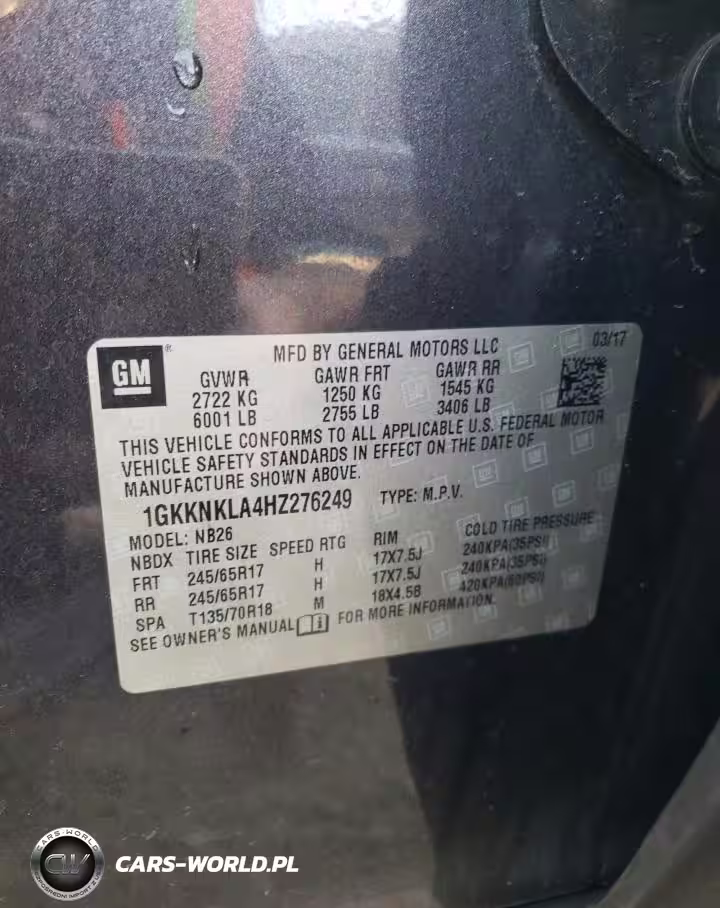 GM
®
MFD BY GENERAL MOTORS LLC
03/17
GVWR GAWR FRT GAWR RR
2722 KG 1250 KG 1545 KG
6001 LB 2755 LB 3406 LB
THIS VEHICLE CONFORMS TO ALL APPLICABLE U.S. FEDERAL MOTOR
VEHICLE SAFETY STANDARDS IN EFFECT ON THE DATE OF
MANUFACTURE SHOWN ABOVE.
1GKKNKLA4HZ276249 TYPE: M.P.V.
MODEL: NB26
NBDX TIRE SIZE SPEED RTG RIM COLD TIRE PRESSURE
FRT 245/65R17 H 17X7.5J 240KPA(35PSI)
RR 245/65R17 H 17X7.5J 240KPA(35PSI)
SPA T135/70R18 M 18X4.5B 420KPA(60PSI)
SEE OWNER'S MANUAL i FOR MORE INFORMATION.
CARS-WORLD
CW
CARS-WORLD.PL